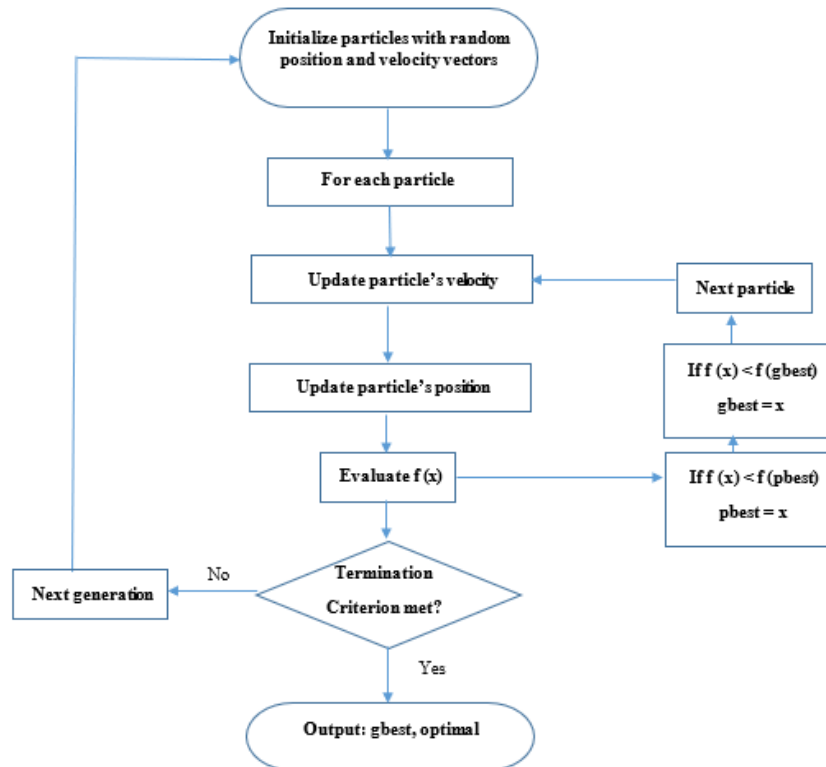 Initialize particles with random
position and velocity vectors
For each particle
Update particle's velocity
Next particle
If f (x) < f (gbest)
gbest = x
Update particle's position
Evaluate f (x)
If f (x) < f (pbest)
pbest = x
Termination
Criterion met?
No
Next generation
Yes
Output: gbest, optimal